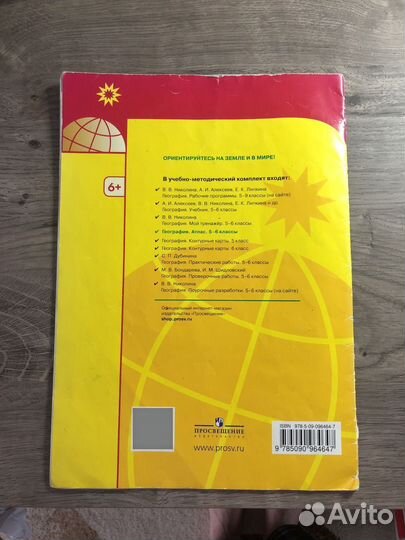 ОРИЕНТИРУЙТЕСЬ НА ЗЕМЛЕ И В МИРЕ!
6+
В учебно-методический комплект входят:
✔ В. В. Николина, А. И. Алексеев, Е. К. Липкина
География. Рабочие программы. 5–9 классы (на сайте)
✔ А. И. Алексеев, В. В. Николина, Е. К. Липкина и др.
География. Учебник. 5–6 классы
✔ В. В. Николина
География. Мой тренажёр. 5–6 классы
✔ География. Атлас. 5–6 классы
✔ География. Контурные карты. 5 класс
✔ География. Контурные карты. 6 класс
✔ С. П. Дубинина
География. Практические работы. 5–6 классы
✔ М. В. Бондарева, И. М. Шидловский
География. Проверочные работы. 5–6 классы
✔ В. В. Николина
География. Поурочные разработки. 5–6 классы (на сайте)
Официальный интернет-магазин
издательства «Просвещение»
shop.prosv.ru
ПРОСВЕЩЕНИЕ
ИЗДАТЕЛЬСТВО
www.prosv.ru
ISBN 978-5-09-096464-7
9 785090 964647
Avito